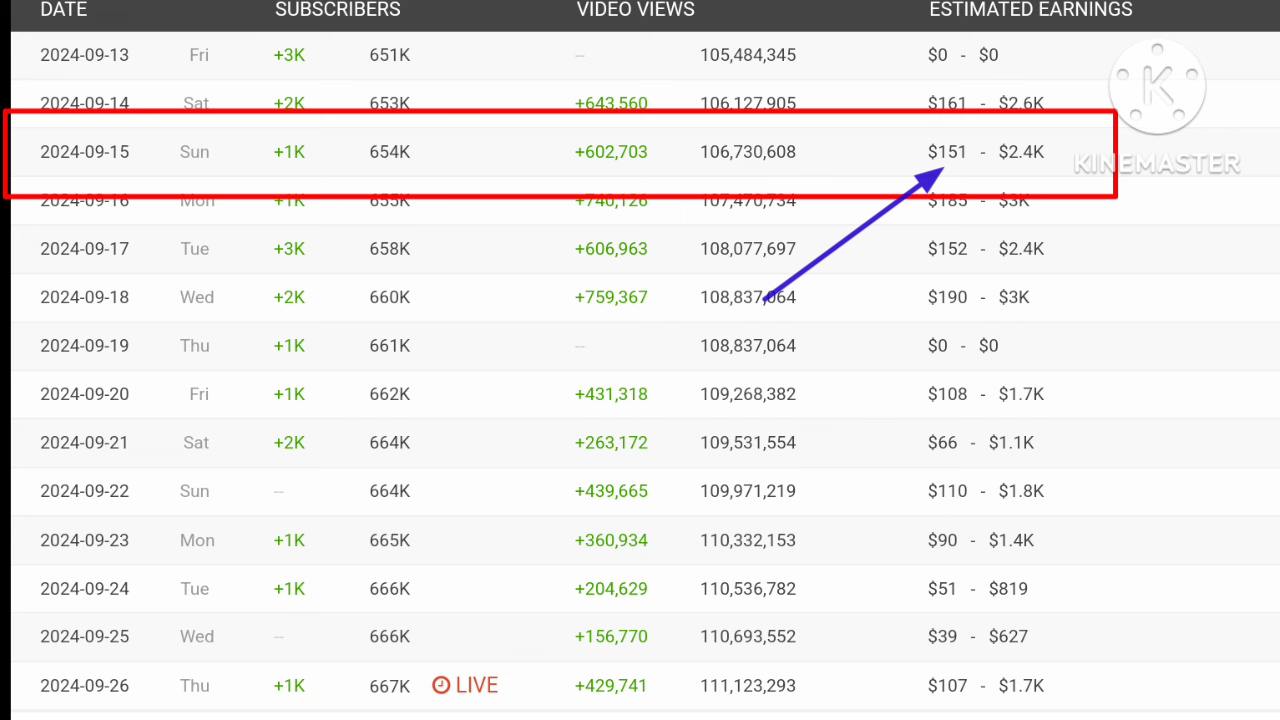 DATE SUBSCRIBERS VIDEO VIEWS ESTIMATED EARNINGS
2024-09-13 Fri +3K 651K -- 105,484,345 $0 - $0
2024-09-14 Sat +2K 653K +643,560 106,127,905 $161 - $2.6K
2024-09-15 Sun +1K 654K +602,703 106,730,608 $151 - $2.4K
KINEMASTER
2024-09-16 Mon +1K 655K +740,126 107,470,734 $185 - $3K
2024-09-17 Tue +3K 658K +606,963 108,077,697 $152 - $2.4K
2024-09-18 Wed +2K 660K +759,367 108,837,064 $190 - $3K
2024-09-19 Thu +1K 661K -- 108,837,064 $0 - $0
2024-09-20 Fri +1K 662K +431,318 109,268,382 $108 - $1.7K
2024-09-21 Sat +2K 664K +263,172 109,531,554 $66 - $1.1K
2024-09-22 Sun -- 664K +439,665 109,971,219 $110 - $1.8K
2024-09-23 Mon +1K 665K +360,934 110,332,153 $90 - $1.4K
2024-09-24 Tue +1K 666K +204,629 110,536,782 $51 - $819
2024-09-25 Wed -- 666K +156,770 110,693,552 $39 - $627
2024-09-26 Thu +1K 667K LIVE +429,741 111,123,293 $107 - $1.7K